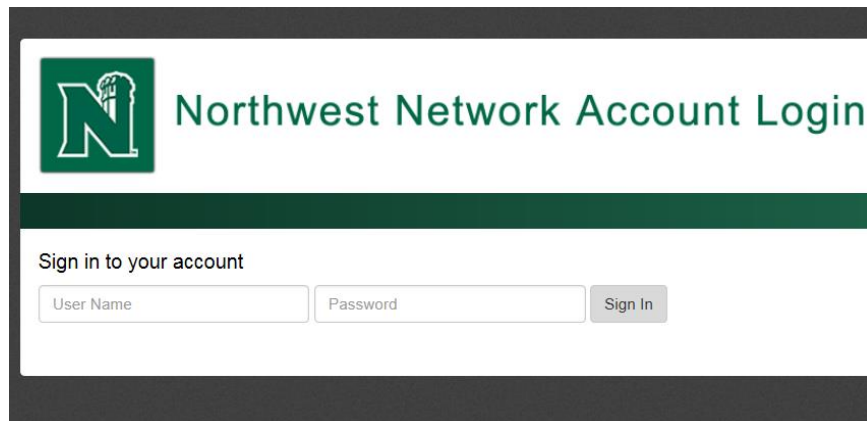 N
Northwest Network Account Login
Sign in to your account
User Name Password Sign In